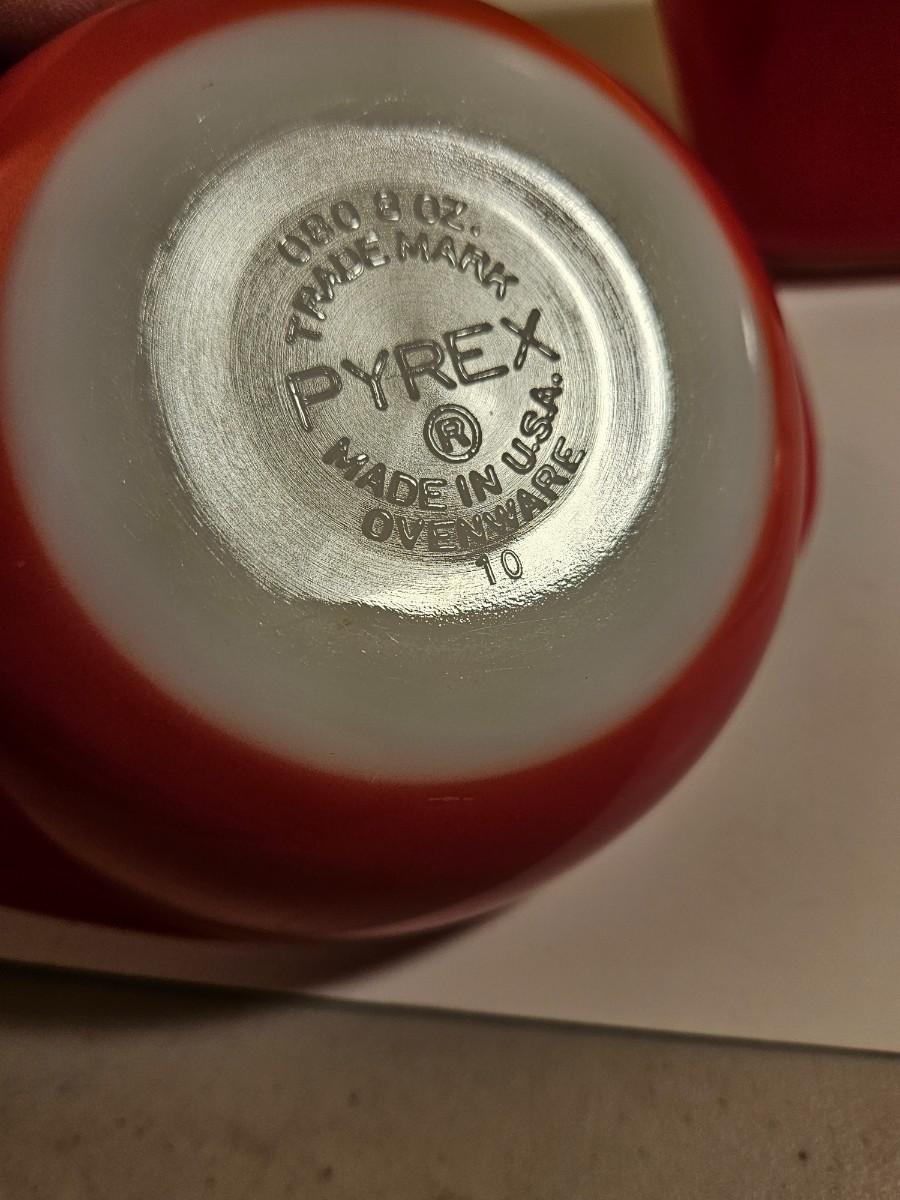 080 8 OZ.
TRADE MARK
PYREX
®
MADE IN U.S.A.
OVENWARE
10